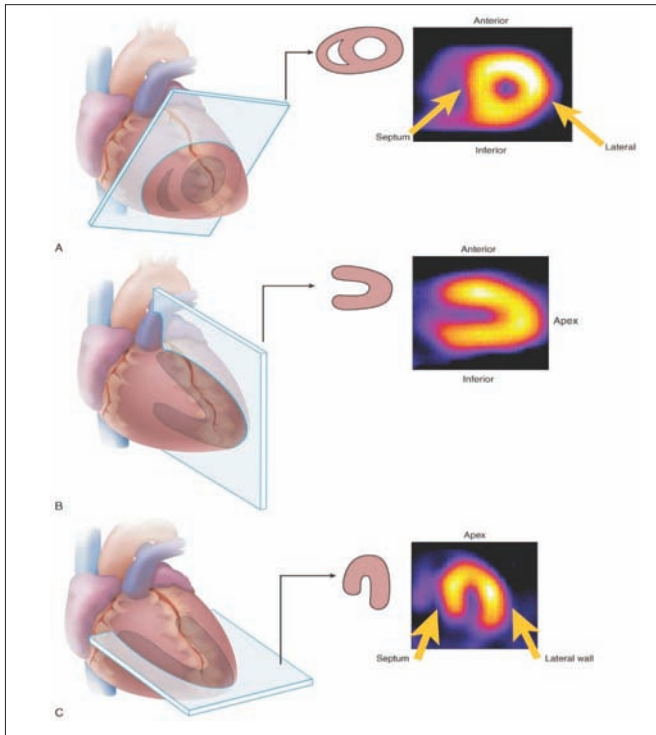 Anterior
Septum
Lateral
Inferior
A
Anterior
Apex
Inferior
B
Apex
Septum
Lateral wall
C